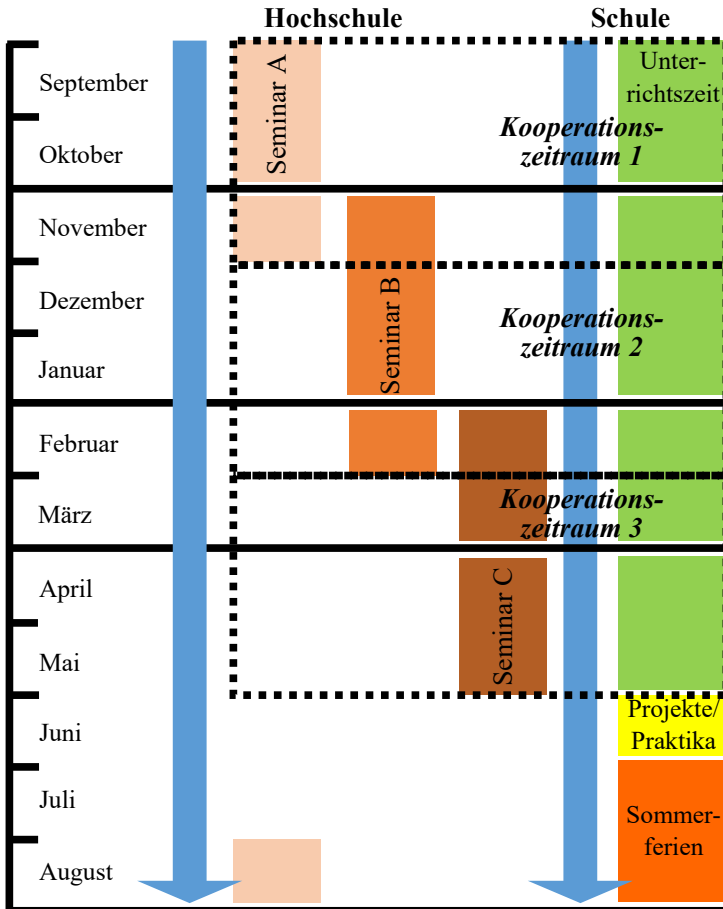 Hochschule
Schule
September
Oktober
November
Dezember
Januar
Februar
März
April
Mai
Juni
Juli
August
Seminar A
Seminar B
Seminar C
Kooperations-
zeitraum 1
Kooperations-
zeitraum 2
Kooperations-
zeitraum 3
Unter-
richtszeit
Projekte/
Praktika
Sommer-
ferien